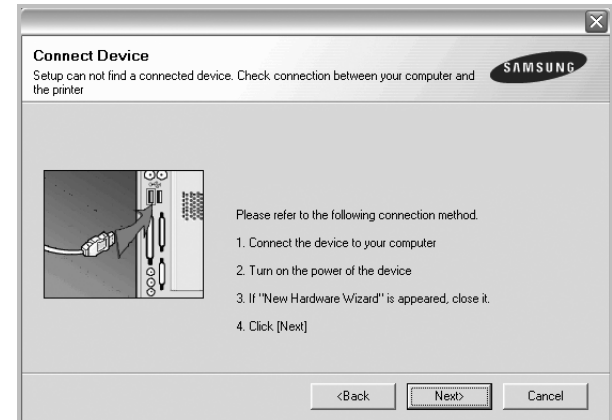 Connect Device
Setup can not find a connected device. Check connection between your computer and
the printer
SAMSUNG
Please refer to the following connection method.
1. Connect the device to your computer
2. Turn on the power of the device
3. If "New Hardware Wizard" is appeared, close it.
4. Click [Next]
<Back
Next>
Cancel